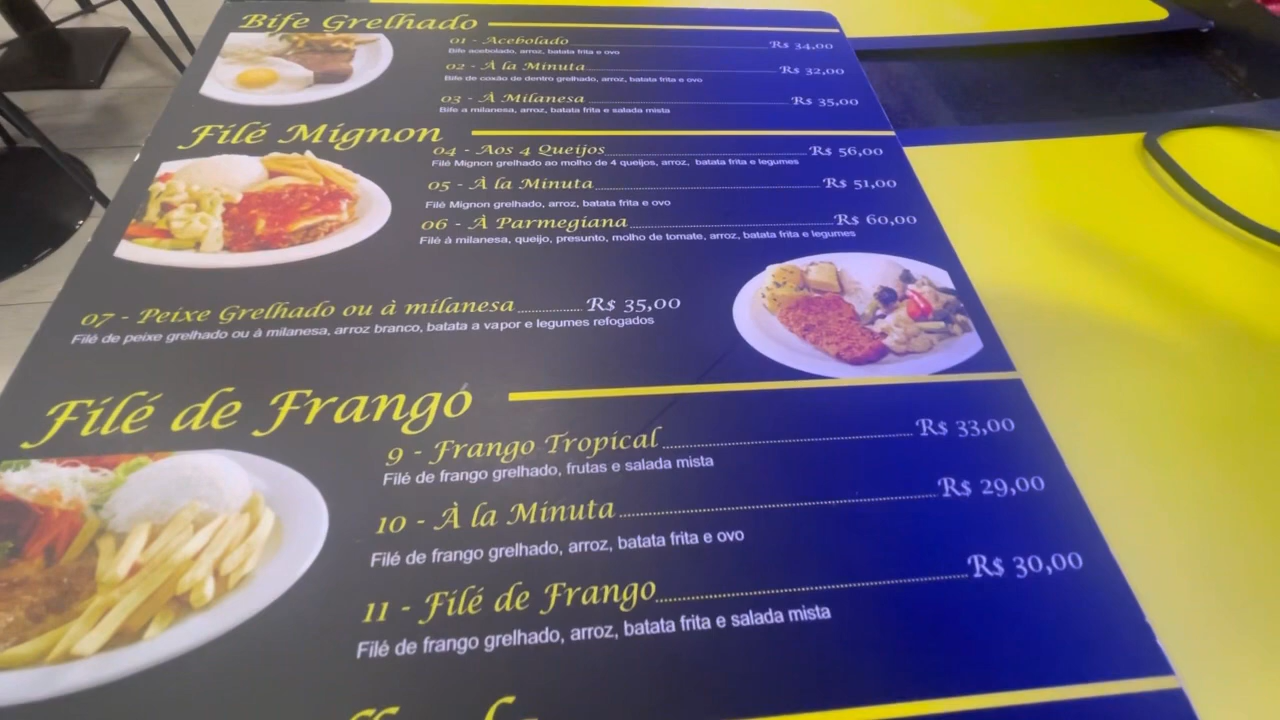 Bife Grelhado
01 - Acebolado R$ 34,00
Bife acebolado, arroz, batata frita e ovo
02 - À la Minuta R$ 32,00
Bife de coxão de dentro grelhado, arroz, batata frita e ovo
03 - À Milanesa R$ 35,00
Bife a milanesa, arroz, batata frita e salada mista
Filé Mignon
04 - Aos 4 Queijos R$ 56,00
Filé Mignon grelhado ao molho de 4 queijos, arroz, batata frita e legumes
05 - À la Minuta R$ 51,00
Filé Mignon grelhado, arroz, batata frita e ovo
06 - À Parmegiana R$ 60,00
Filé à milanesa, queijo, presunto, molho de tomate, arroz, batata frita e legumes
07 - Peixe Grelhado ou à milanesa R$ 35,00
Filé de peixe grelhado ou à milanesa, arroz branco, batata a vapor e legumes refogados
Filé de Frango
9 - Frango Tropical R$ 33,00
Filé de frango grelhado, frutas e salada mista
10 - À la Minuta R$ 29,00
Filé de frango grelhado, arroz, batata frita e ovo
11 - Filé de Frango R$ 30,00
Filé de frango grelhado, arroz, batata frita e salada mista